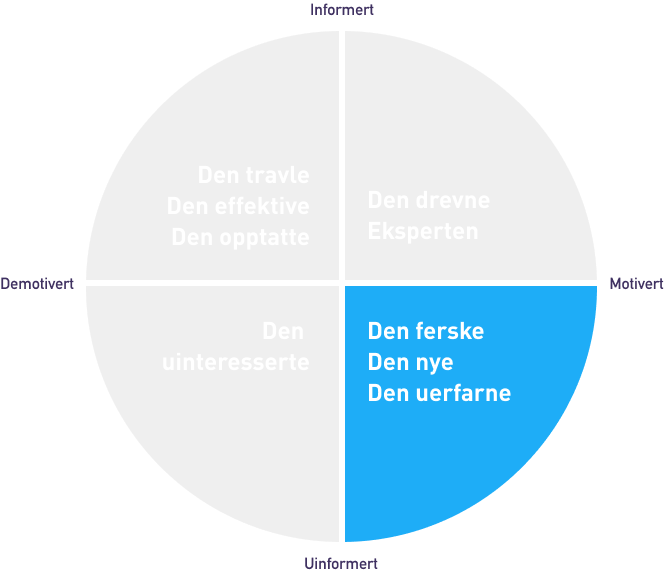 Informert
Den travle
Den effektive
Den opptatte
Den drevne
Eksperten
Demotivert
Motivert
Den
uinteresserte
Den ferske
Den nye
Den uerfarne
Uinformert